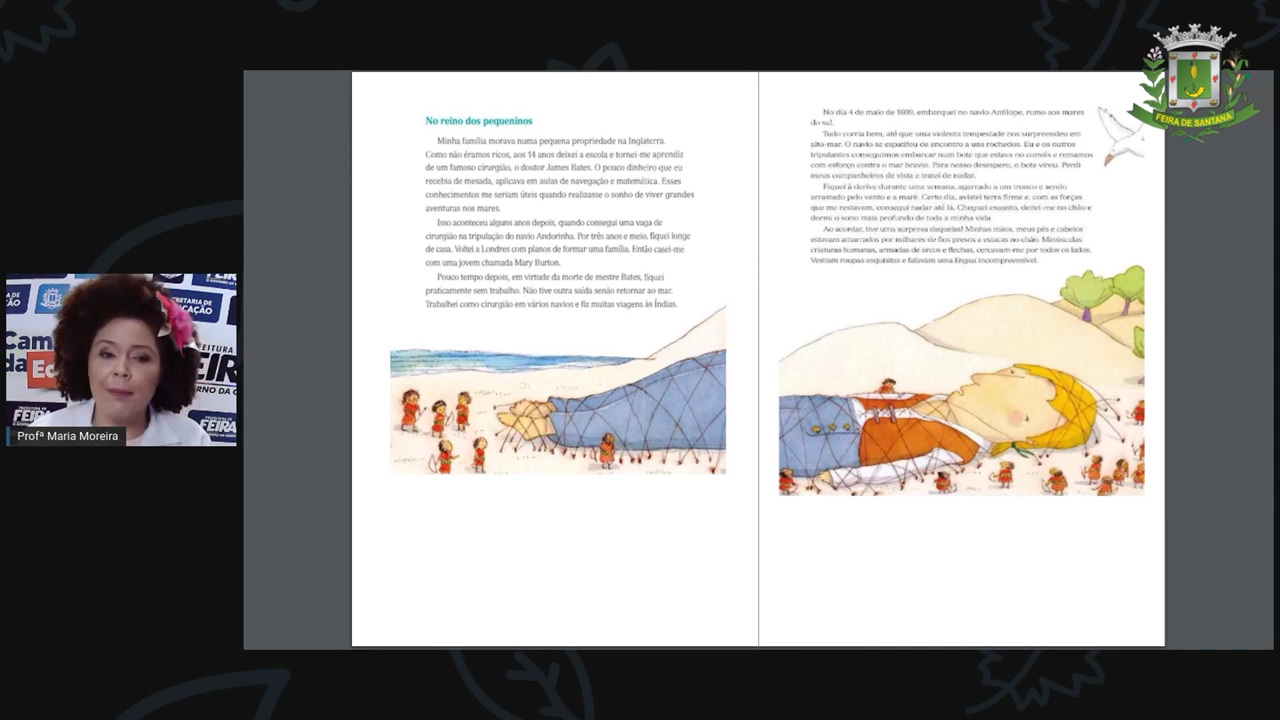 No reino dos pequeninos
Minha família morava numa pequena propriedade na Inglaterra.
Como não éramos ricos, aos 14 anos deixei a escola e tornei-me aprendiz
de um famoso cirurgião, o doutor James Bates. O pouco dinheiro que eu
recebia de mesada, aplicava em aulas de navegação e matemática. Esses
conhecimentos me seriam úteis quando realizasse o sonho de viver grandes
aventuras nos mares.
Isso aconteceu alguns anos depois, quando consegui uma vaga de
cirurgião na tripulação do navio Andorinha. Por três anos e meio, fiquei longe
de casa. Voltei a Londres com planos de formar uma família. Então casei-me
com uma jovem chamada Mary Burton.
Pouco tempo depois, em virtude da morte de mestre Bates, fiquei
praticamente sem trabalho. Não tive outra saída senão retornar ao mar.
Trabalhei como cirurgião em vários navios e fiz muitas viagens às Índias.
No dia 4 de maio de 1699, embarquei no navio Antílope, rumo aos mares
do sul.
Tudo corria bem, até que uma violenta tempestade nos surpreendeu em
alto-mar. O navio se espatifou de encontro a uns rochedos. Eu e os outros
tripulantes conseguimos embarcar num bote que estava no convés e remamos
com esforço contra o mar bravio. Para nosso desespero, o bote virou. Perdi
meus companheiros de vista e tratei de nadar.
Fiquei à deriva durante uma semana, agarrado a um tronco e sendo
arrastado pelo vento e a maré. Certo dia, avistei terra firme e, com as forças
que me restavam, consegui nadar até lá. Cheguei exausto, deitei-me no chão e
dormi o sono mais profundo de toda a minha vida
Ao acordar, tive uma surpresa daquelas! Minhas mãos, meus pés e cabelos
estavam amarrados por milhares de fios presos a estacas no chão. Minúsculas
criaturas humanas, armadas de arcos e flechas, cercavam-me por todos os lados.
Vestiam roupas esquisitas e falavam uma língua incompreensível.
FEIRA DE SANTANA
Profª Maria Moreira